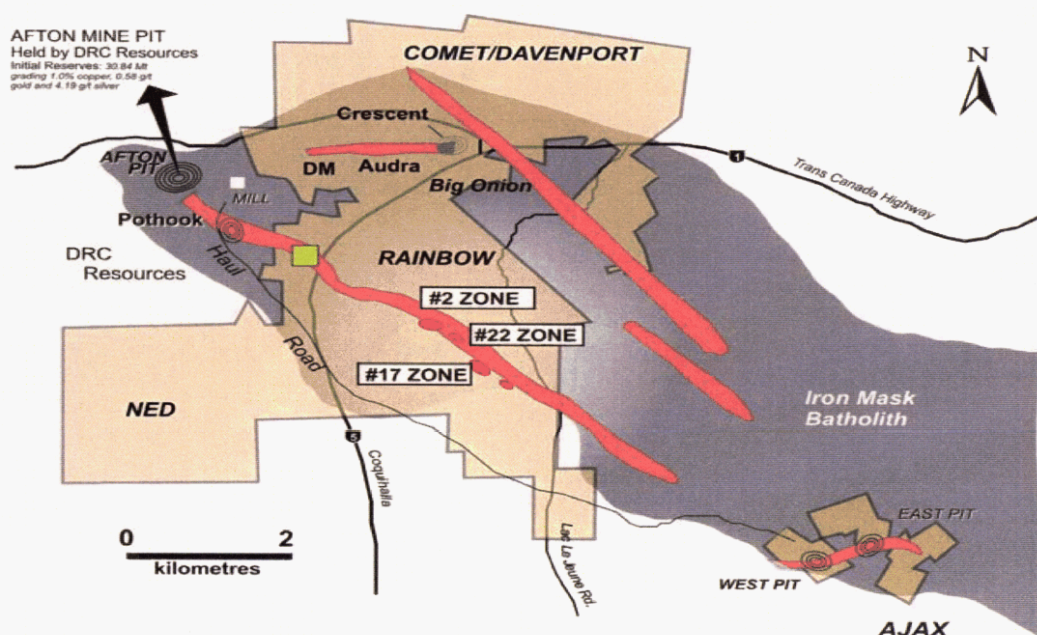 AFTON MINE PIT
Held by DRC Resources
Initial Reserves: 30.84 Mt
grading 1.0% copper, 0.58 g/t
gold and 4.19 g/t silver
COMET/DAVENPORT
N
Crescent
AFTON
PIT
DM
Audra
1
1
Trans Canada Highway
Big Onion
MILL
Pothook
DRC
Resources
Haul
Road
RAINBOW
#2 ZONE
#22 ZONE
#17 ZONE
NED
Iron Mask
Batholith
5
Coquihalla
Lac Le Jeune Rd.
EAST PIT
WEST PIT
AJAX
0
2
kilometres